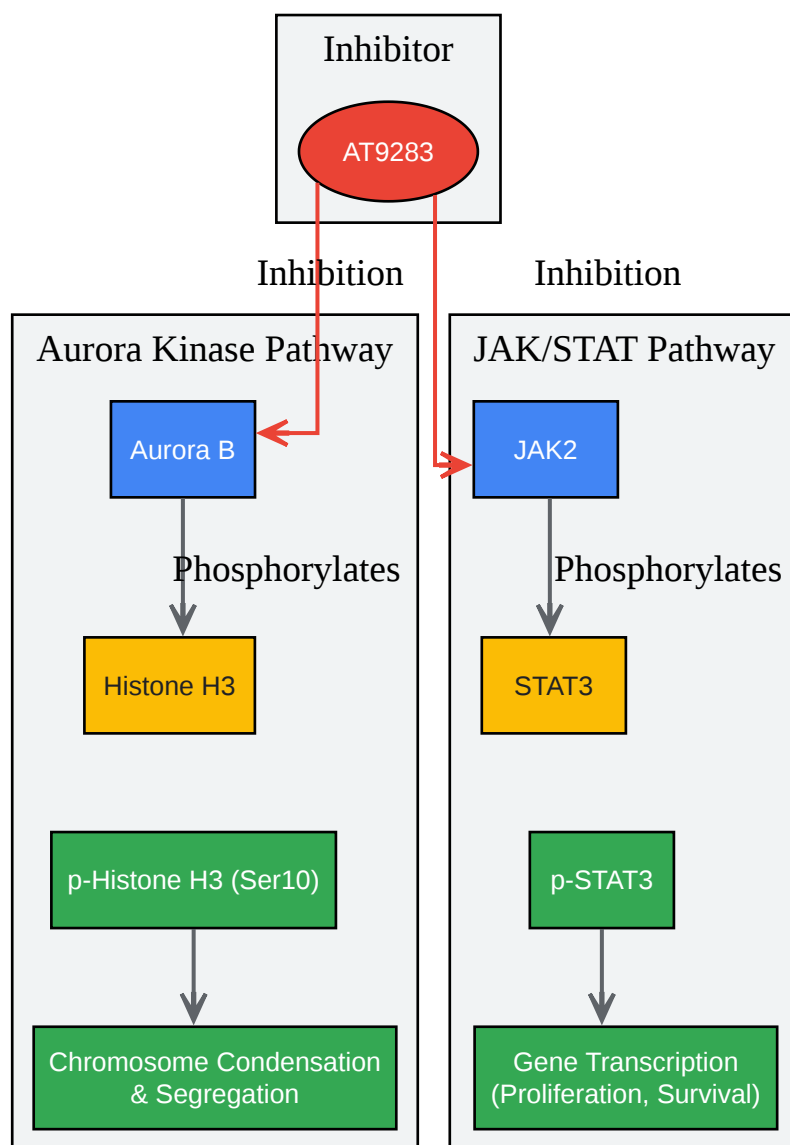 Inhibitor
AT9283
Inhibition
Inhibition
Aurora Kinase Pathway
Aurora B
Phosphorylates
Histone H3
p-Histone H3 (Ser10)
Chromosome Condensation
& Segregation
JAK/STAT Pathway
JAK2
Phosphorylates
STAT3
p-STAT3
Gene Transcription
(Proliferation, Survival)